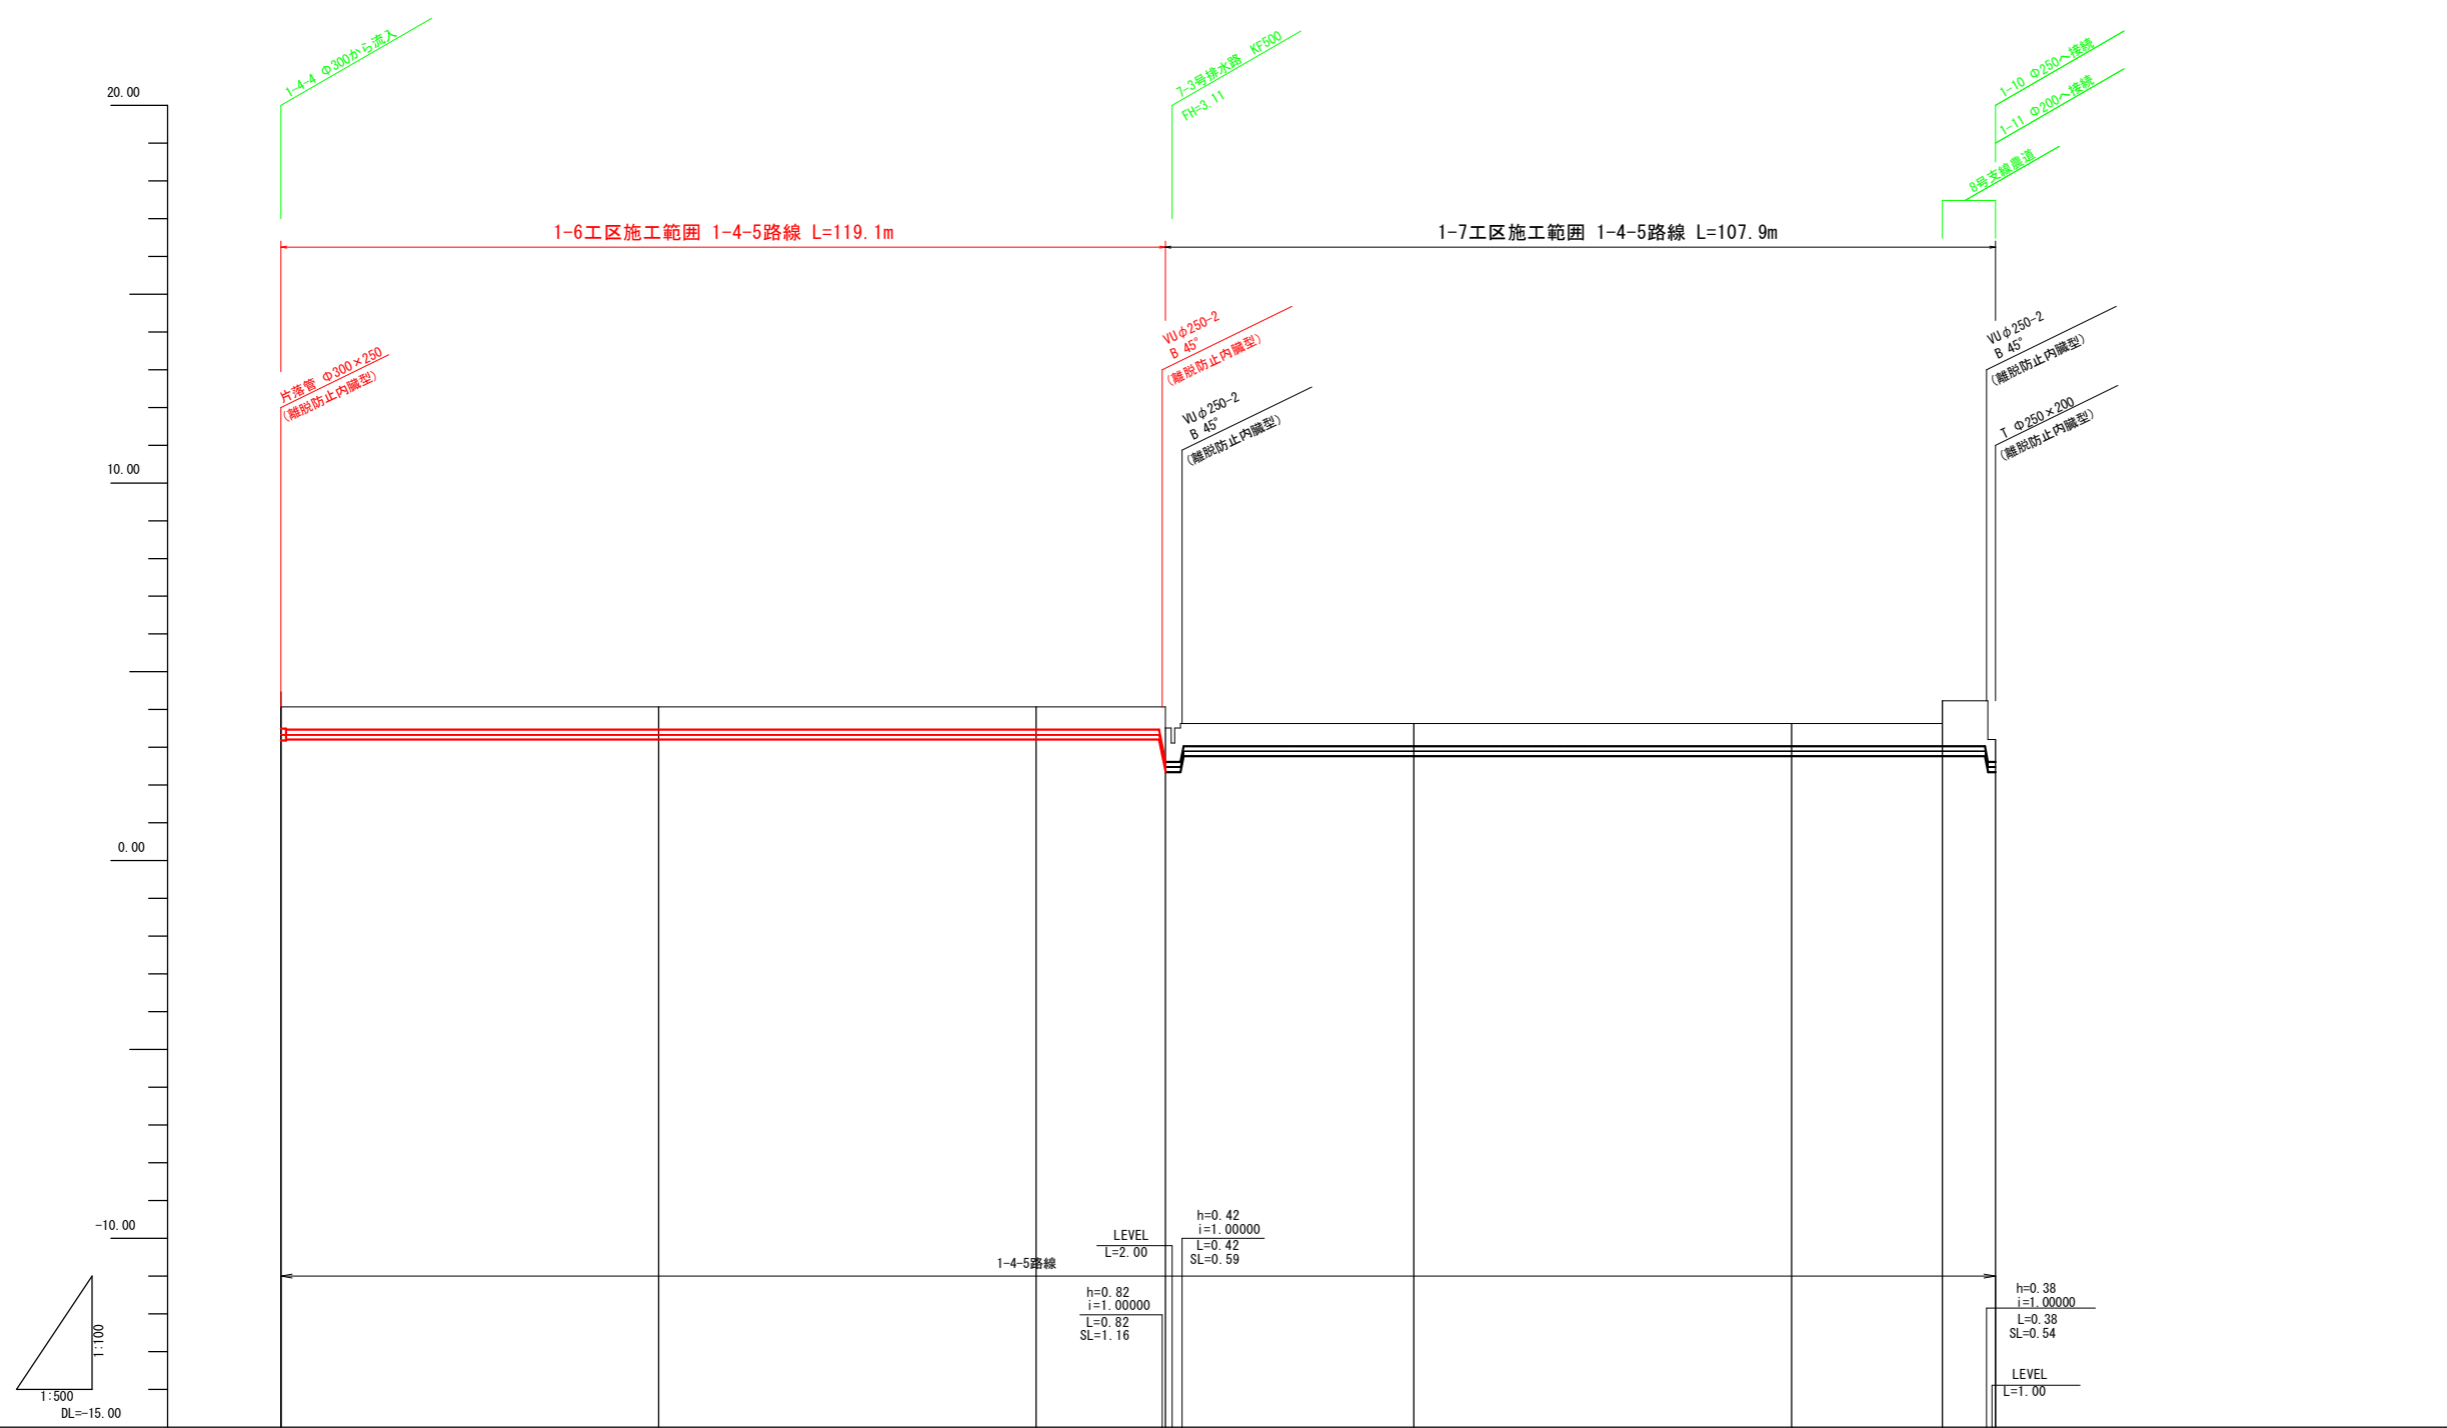 1-4-4 Φ300から流入
7-3号排水路 KF500
FH=3.11
1-10 Φ250へ接続
1-11 Φ200へ接続
8号支線農道
20.00
1-6工区施工範囲 1-4-5路線 L=119.1m
1-7工区施工範囲 1-4-5路線 L=107.9m
片落管 Φ300×250
(離脱防止内臓型)
VUφ250-2
B 45°
(離脱防止内臓型)
VUφ250-2
B 45°
(離脱防止内臓型)
VUφ250-2
B 45°
(離脱防止内臓型)
T Φ250×200
(離脱防止内臓型)
10.00
0.00
-10.00
LEVEL
L=2.00
h=0.42
i=1.00000
L=0.42
SL=0.59
1-4-5路線
h=0.82
i=1.00000
L=0.82
SL=1.16
h=0.38
i=1.00000
L=0.38
SL=0.54
LEVEL
L=1.00
1:100
1:500
DL=-15.00